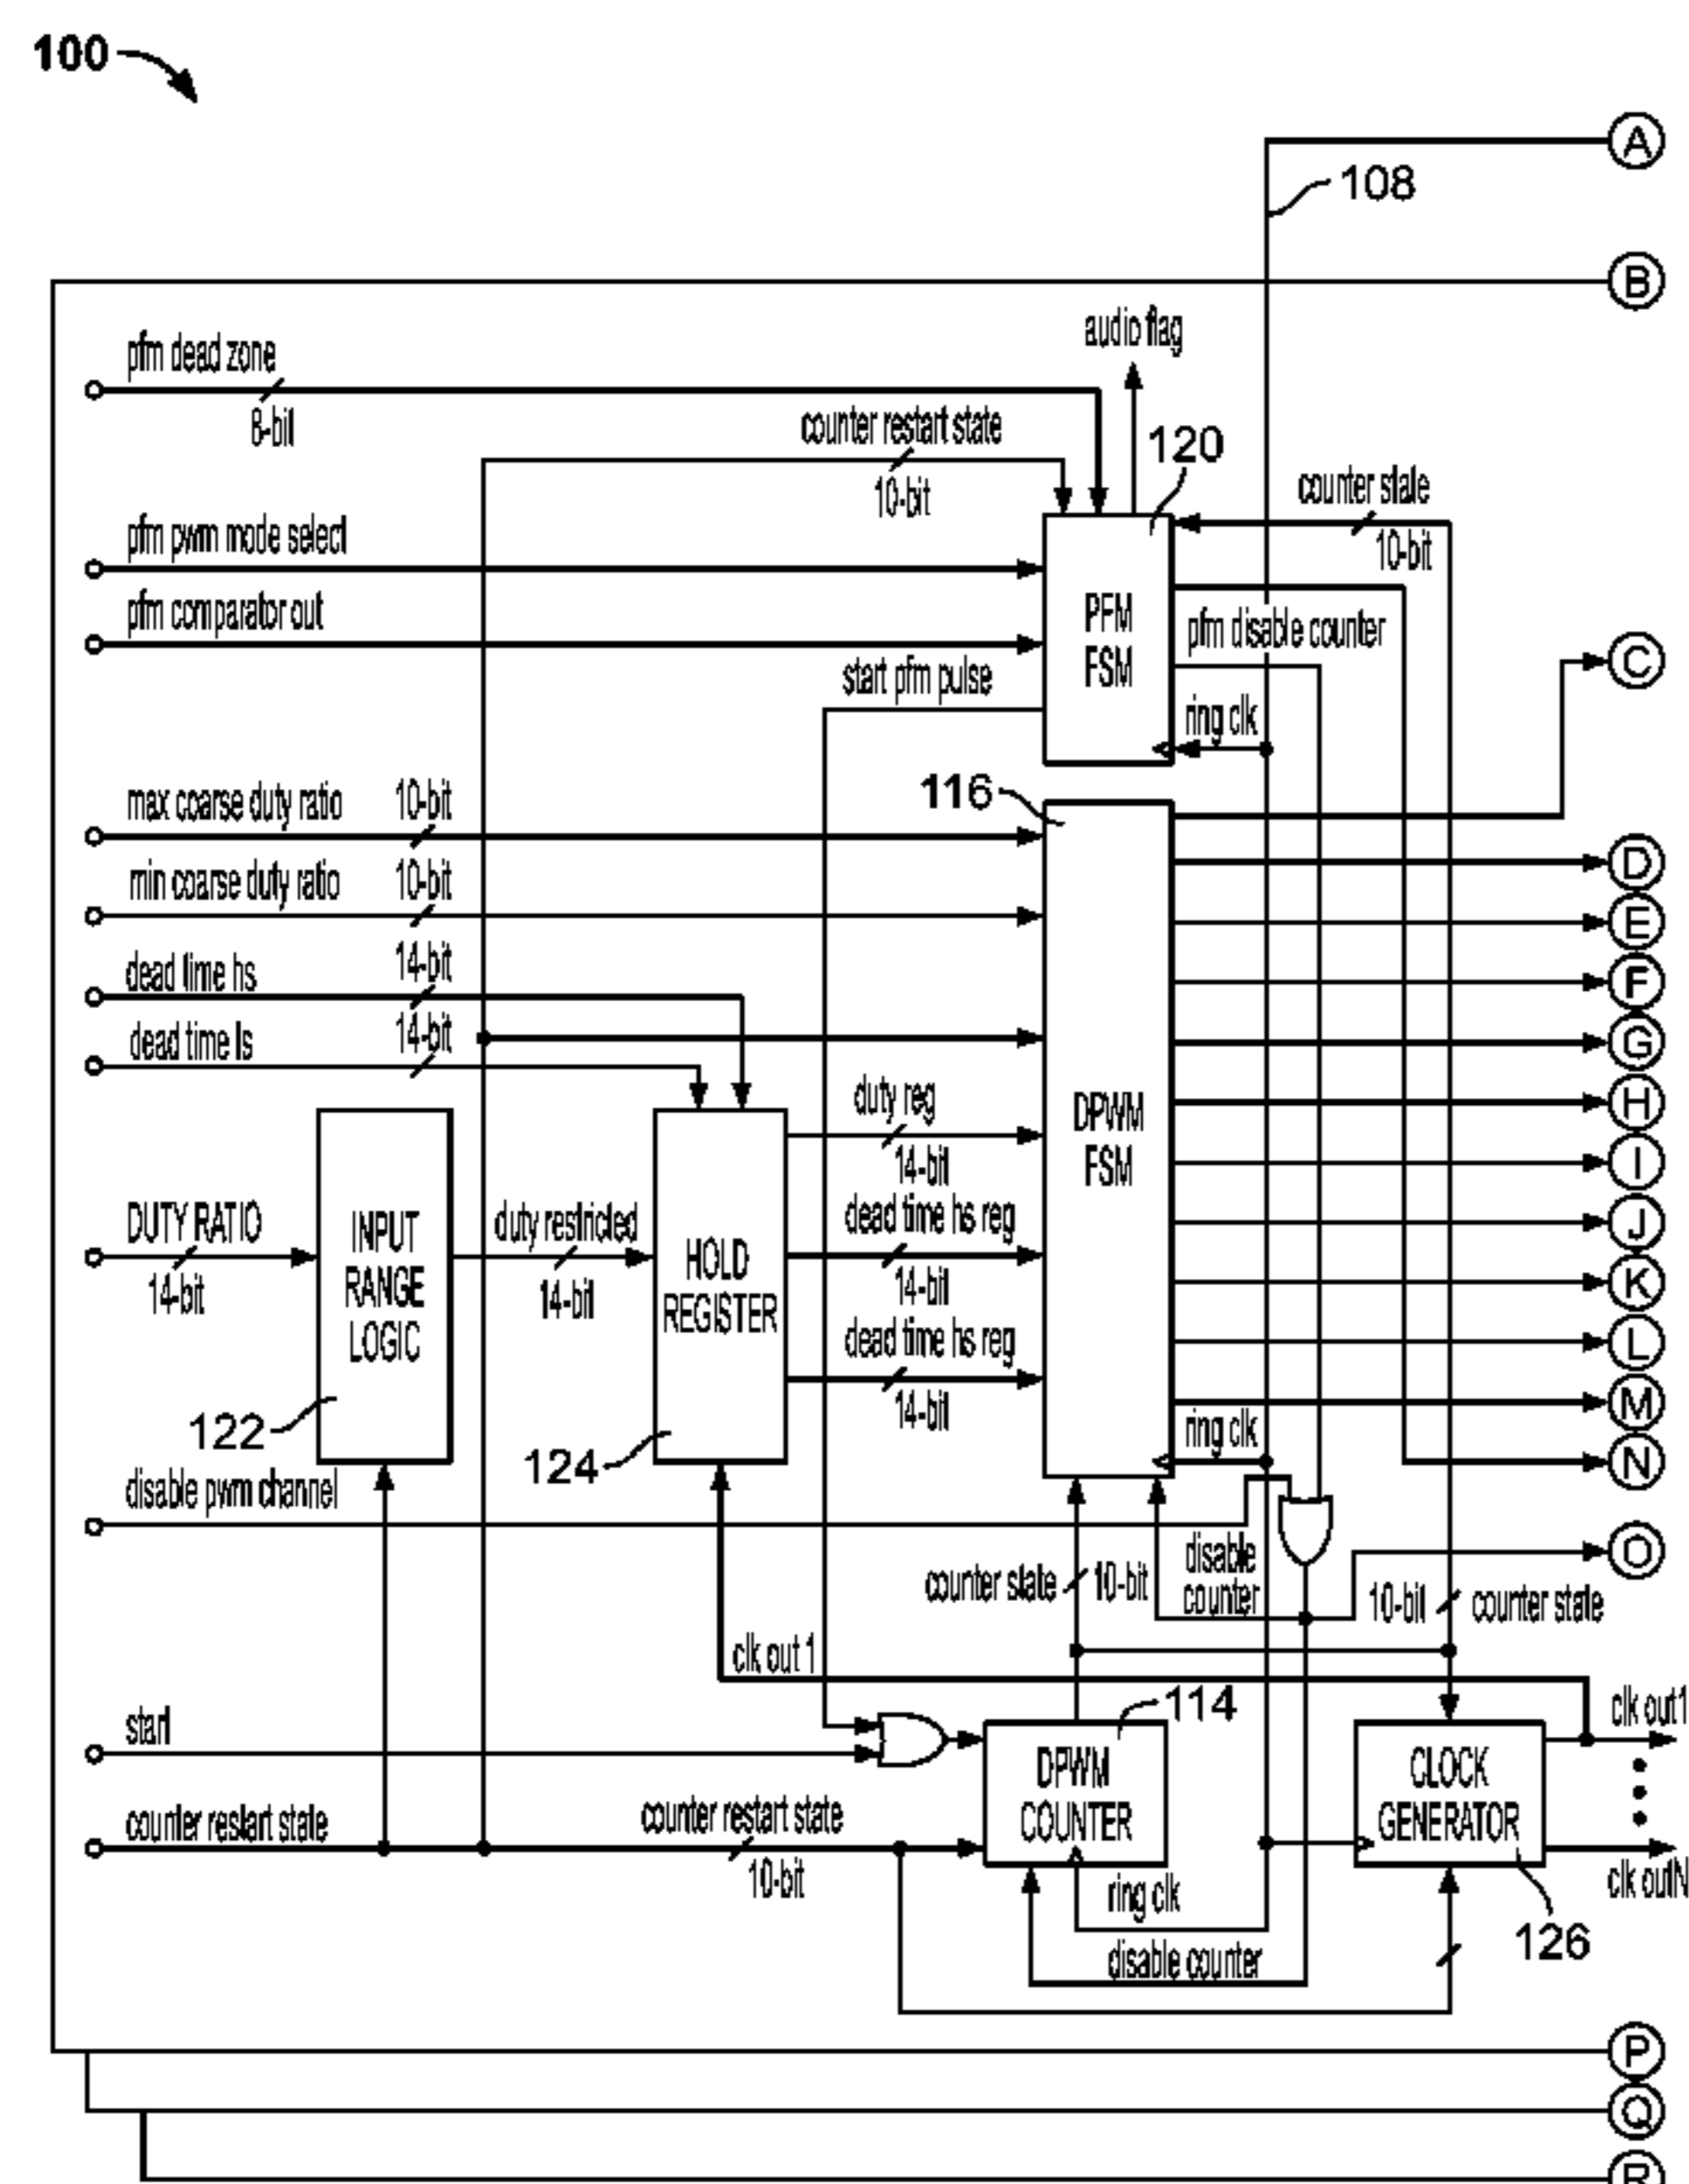 100
A
108
B
audio flag
pfm dead zone
8-bit
counter restart state
10-bit
120
counter state
10-bit
pfm pwm mode select
pfm comparator out
PFM
FSM
pfm disable counter
C
start pfm pulse
ring clk
116
max coarse duty ratio
10-bit
min coarse duty ratio
10-bit
D
E
dead time hs
14-bit
F
dead time ls
14-bit
G
duty reg
14-bit
DPWM
FSM
H
I
DUTY RATIO
14-bit
INPUT
RANGE
LOGIC
duty restricted
14-bit
HOLD
REGISTER
dead time hs reg
14-bit
J
K
dead time hs reg
14-bit
L
M
122
124
ring clk
N
disable pwm channel
disable
counter
O
counter state
10-bit
10-bit
counter state
clk out 1
114
clk out1
start
DPWM
COUNTER
CLOCK
GENERATOR
counter restart state
counter restart state
10-bit
ring clk
clk outN
disable counter
126
P
Q
R